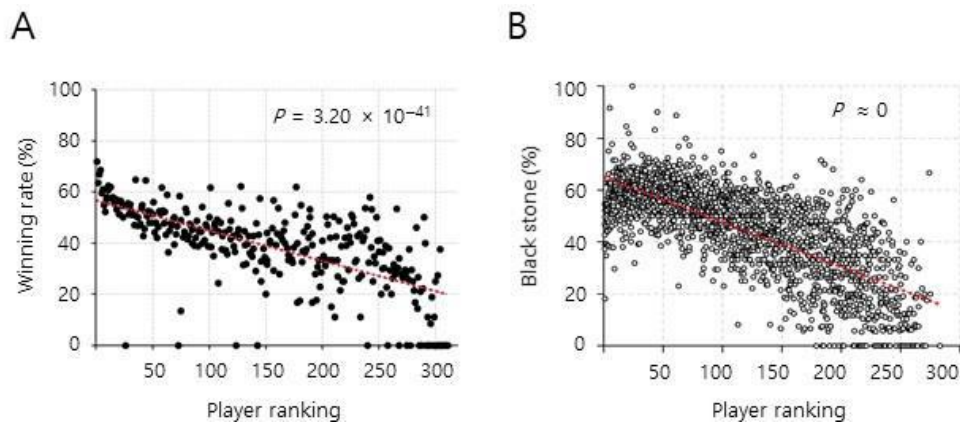 A
Winning rate (%)
100
80
60
40
20
0
P = 3.20 × 10⁻⁴¹
50 100 150 200 250 300
Player ranking
B
Black stone (%)
100
80
60
40
20
0
P ≈ 0
50 100 150 200 250 300
Player ranking